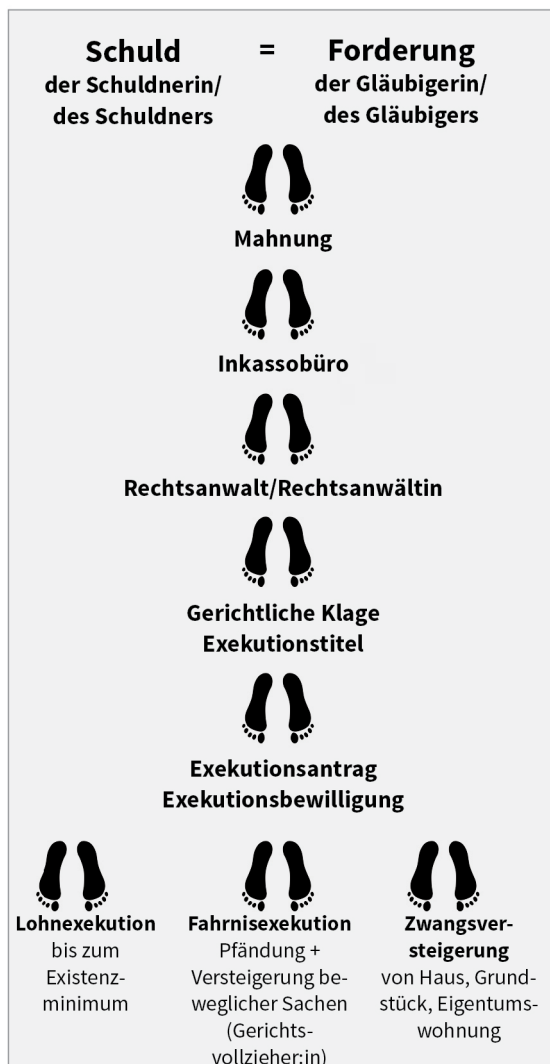 Schuld = Forderung
der Schuldnerin/ der Gläubigerin/
des Schuldners des Gläubigers
Mahnung
Inkassobüro
Rechtsanwalt/Rechtsanwältin
Gerichtliche Klage
Exekutionstitel
Exekutionsantrag
Exekutionsbewilligung
Lohnexekution
bis zum
Existenz-
minimum
Fahrnisexekution
Pfändung +
Versteigerung be-
weglicher Sachen
(Gerichts-
vollzieher:in)
Zwangsver-
steigerung
von Haus, Grund-
stück, Eigentums-
wohnung